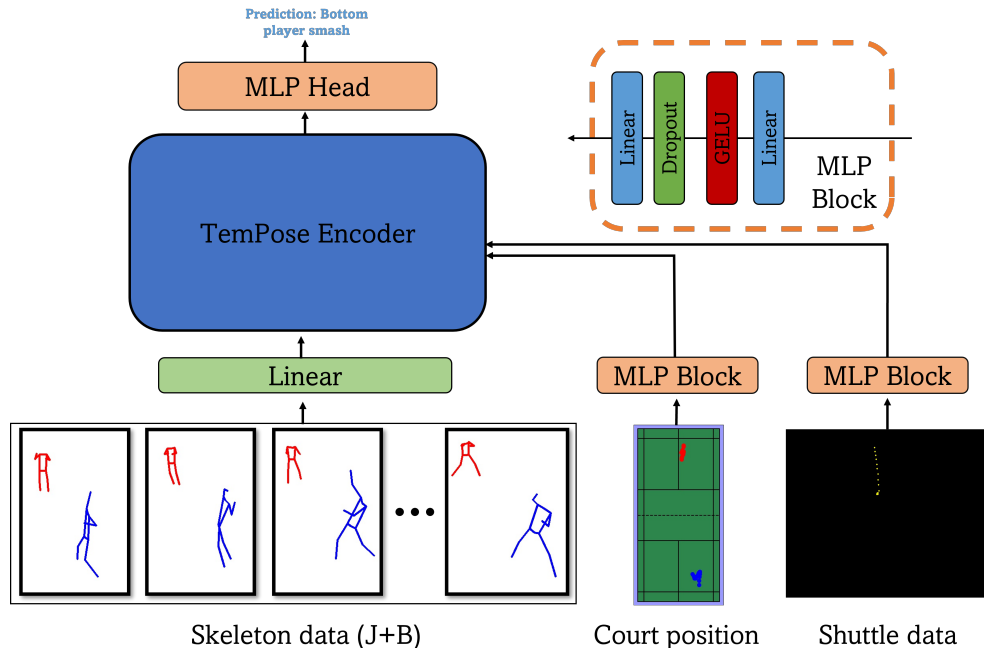 Prediction: Bottom
player smash
MLP Head
TemPose Encoder
Linear
Dropout
GELU
Linear
MLP
Block
Linear
MLP Block
MLP Block
Skeleton data (J+B)
Court position
Shuttle data